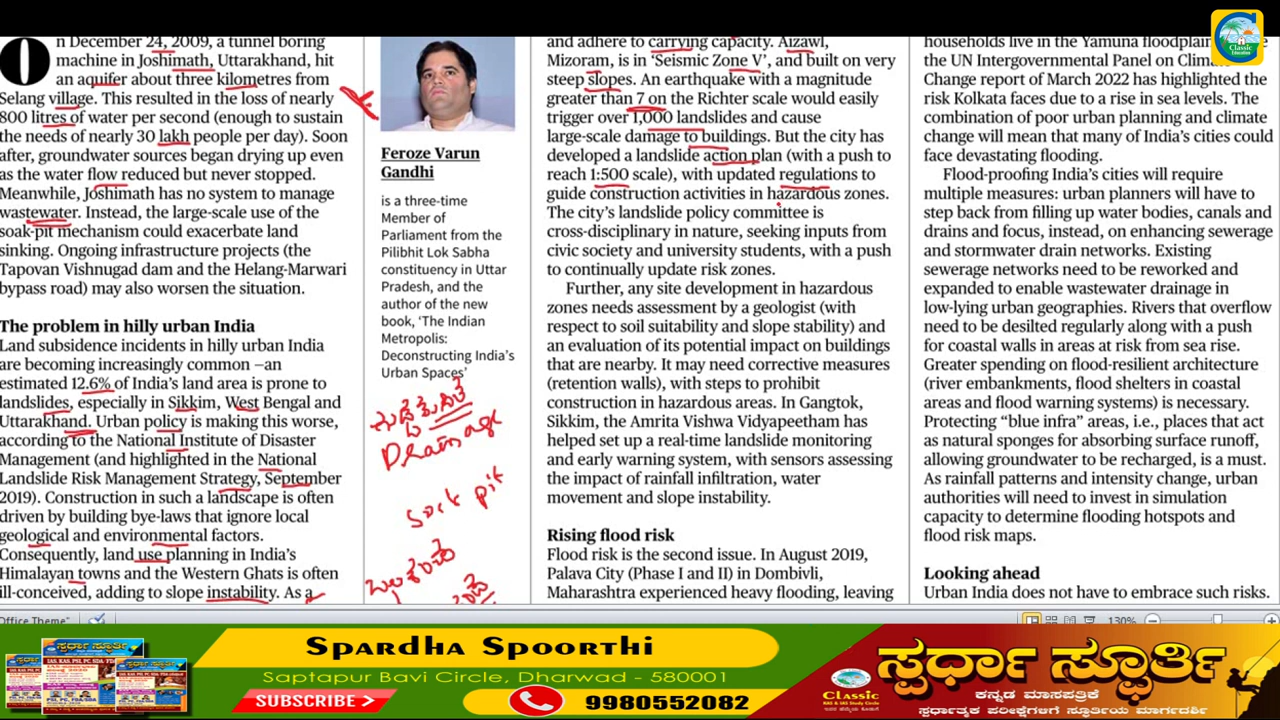 On December 24, 2009, a tunnel boring
machine in Joshimath, Uttarakhand, hit
an aquifer about three kilometres from
Selang village. This resulted in the loss of nearly
800 litres of water per second (enough to sustain
the needs of nearly 30 lakh people per day). Soon
after, groundwater sources began drying up even
as the water flow reduced but never stopped.
Meanwhile, Joshimath has no system to manage
wastewater. Instead, the large-scale use of the
soak-pit mechanism could exacerbate land
sinking. Ongoing infrastructure projects (the
Tapovan Vishnugad dam and the Helang-Marwari
bypass road) may also worsen the situation.
The problem in hilly urban India
Land subsidence incidents in hilly urban India
are becoming increasingly common —an
estimated 12.6% of India's land area is prone to
landslides, especially in Sikkim, West Bengal and
Uttarakhand. Urban policy is making this worse,
according to the National Institute of Disaster
Management (and highlighted in the National
Landslide Risk Management Strategy, September
2019). Construction in such a landscape is often
driven by building bye-laws that ignore local
geological and environmental factors.
Consequently, land use planning in India's
Himalayan towns and the Western Ghats is often
ill-conceived, adding to slope instability. As a
Feroze Varun
Gandhi
is a three-time
Member of
Parliament from the
Pilibhit Lok Sabha
constituency in Uttar
Pradesh, and the
author of the new
book, 'The Indian
Metropolis:
Deconstructing India's
Urban Spaces'
Drainage
Sock pit
and adhere to carrying capacity. Aizawl,
Mizoram, is in 'Seismic Zone V', and built on very
steep slopes. An earthquake with a magnitude
greater than 7 on the Richter scale would easily
trigger over 1,000 landslides and cause
large-scale damage to buildings. But the city has
developed a landslide action plan (with a push to
reach 1:500 scale), with updated regulations to
guide construction activities in hazardous zones.
The city's landslide policy committee is
cross-disciplinary in nature, seeking inputs from
civic society and university students, with a push
to continually update risk zones.
Further, any site development in hazardous
zones needs assessment by a geologist (with
respect to soil suitability and slope stability) and
an evaluation of its potential impact on buildings
that are nearby. It may need corrective measures
(retention walls), with steps to prohibit
construction in hazardous areas. In Gangtok,
Sikkim, the Amrita Vishwa Vidyapeetham has
helped set up a real-time landslide monitoring
and early warning system, with sensors assessing
the impact of rainfall infiltration, water
movement and slope instability.
Rising flood risk
Flood risk is the second issue. In August 2019,
Palava City (Phase I and II) in Dombivli,
Maharashtra experienced heavy flooding, leaving
households live in the Yamuna floodplain
the UN Intergovernmental Panel on Climate
Change report of March 2022 has highlighted the
risk Kolkata faces due to a rise in sea levels. The
combination of poor urban planning and climate
change will mean that many of India's cities could
face devastating flooding.
Flood-proofing India's cities will require
multiple measures: urban planners will have to
step back from filling up water bodies, canals and
drains and focus, instead, on enhancing sewerage
and stormwater drain networks. Existing
sewerage networks need to be reworked and
expanded to enable wastewater drainage in
low-lying urban geographies. Rivers that overflow
need to be desilted regularly along with a push
for coastal walls in areas at risk from sea rise.
Greater spending on flood-resilient architecture
(river embankments, flood shelters in coastal
areas and flood warning systems) is necessary.
Protecting "blue infra" areas, i.e., places that act
as natural sponges for absorbing surface runoff,
allowing groundwater to be recharged, is a must.
As rainfall patterns and intensity change, urban
authorities will need to invest in simulation
capacity to determine flooding hotspots and
flood risk maps.
Looking ahead
Urban India does not have to embrace such risks.
Classic
Education
Office Theme"
130%
Spardha Spoorthi
Saptapur Bavi Circle, Dharwad - 580001
SUBSCRIBE
9980552082
ಸ್ಪರ್ಧಾ ಸ್ಫೂರ್ತಿ
Classic
KAS & IAS Study Circle
ಕನ್ನಡ ಮಾಸಪತ್ರಿಕೆ
ಸ್ಪರ್ಧಾತ್ಮಕ ಪರೀಕ್ಷೆಗಳಿಗೆ ಸ್ಫೂರ್ತಿಯ ಮಾರ್ಗದರ್ಶಿ